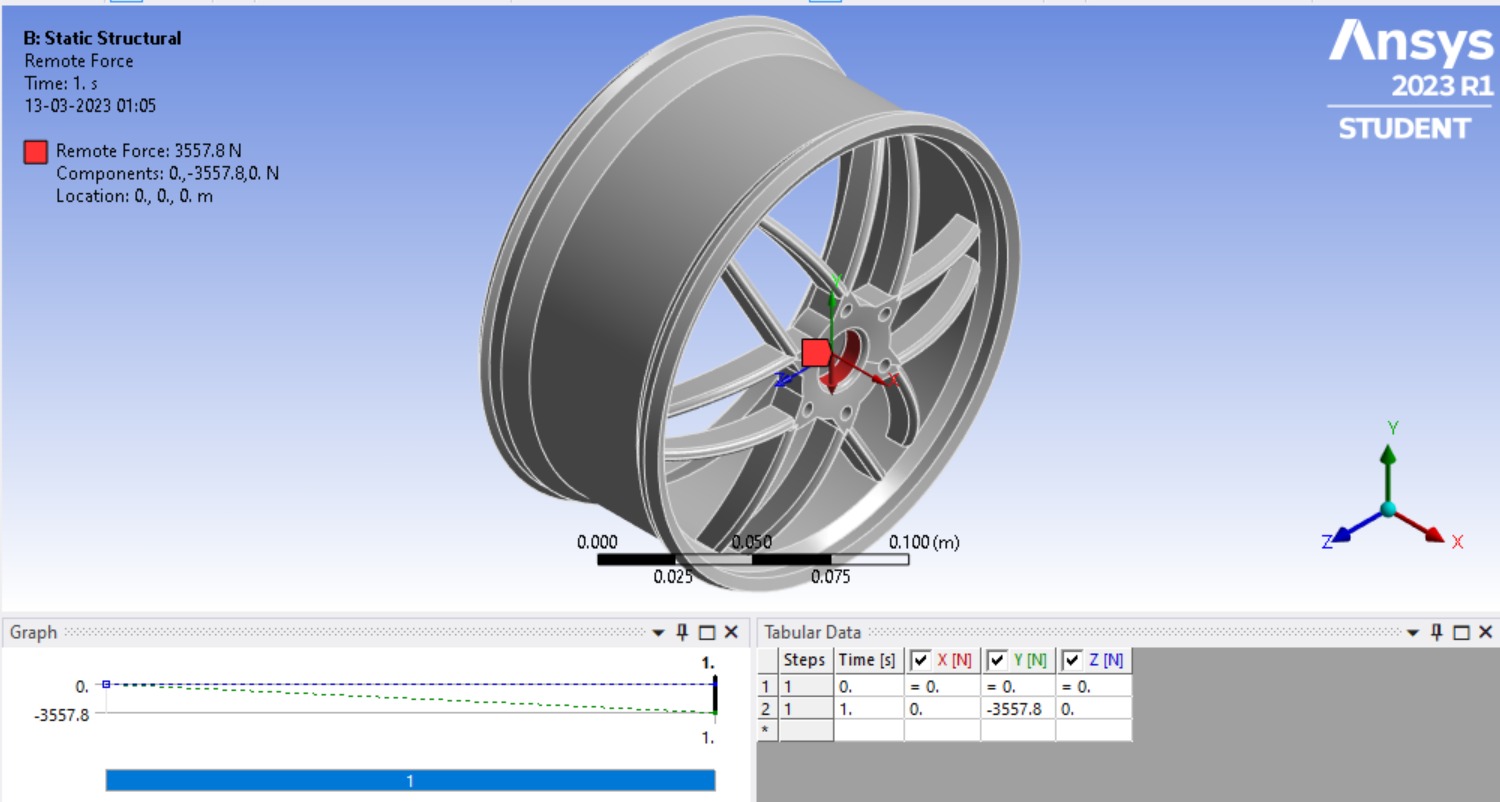 B: Static Structural
Remote Force
Time: 1. s
13-03-2023 01:05
Remote Force: 3557.8 N
Components: 0.,-3557.8,0. N
Location: 0., 0., 0. m
Ansys
2023 R1
STUDENT
Y
Z
X
0.000
0.050
0.100 (m)
0.025
0.075
Y
Z
X
Graph
1.
0.
-3557.8
1.
1
Tabular Data
Steps Time [s] X [N] Y [N] Z [N]
1 1 0. = 0. = 0. = 0.
2 1 1. 0. -3557.8 0.
*